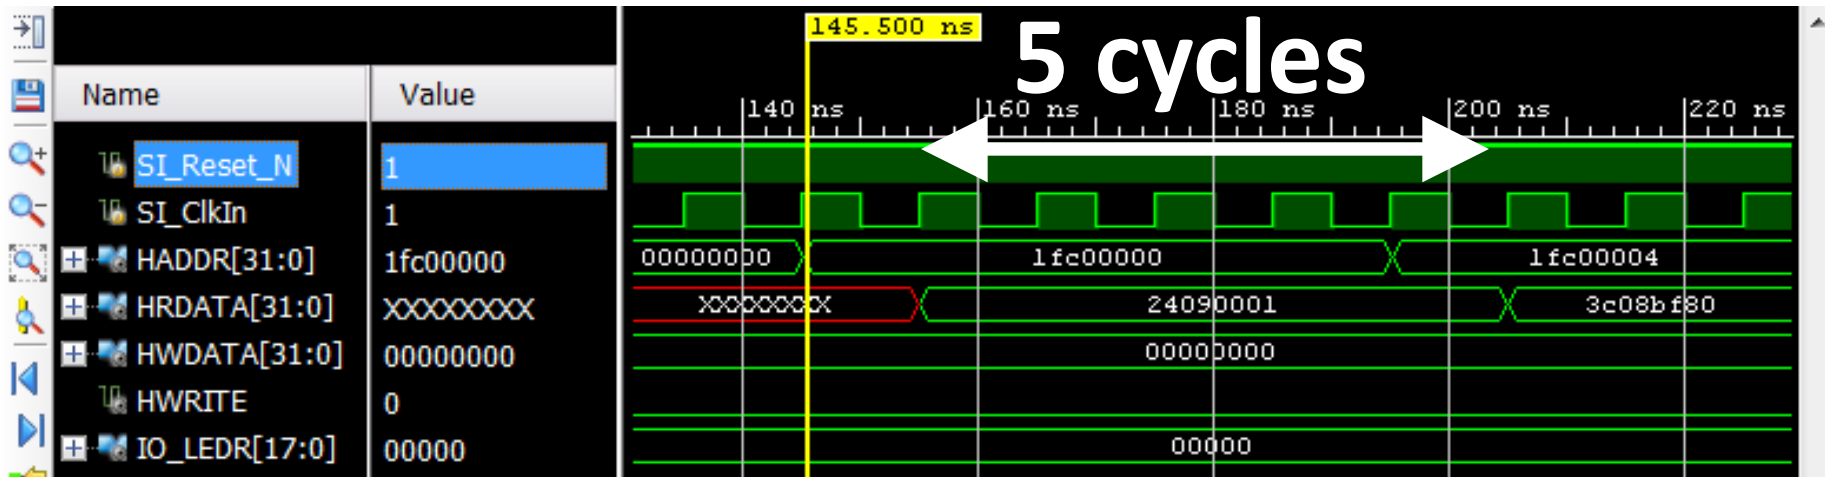 145.500 ns
5 cycles
Name Value
140 ns 160 ns 180 ns 200 ns 220 ns
SI_Reset_N 1
SI_ClkIn 1
HADDR[31:0] 1fc00000 00000000 1fc00000 1fc00004
HRDATA[31:0] XXXXXXXX XXXXXXXX 24090001 3c08bf80
HWDATA[31:0] 00000000 00000000
HWRITE 0
IO_LEDR[17:0] 00000 00000